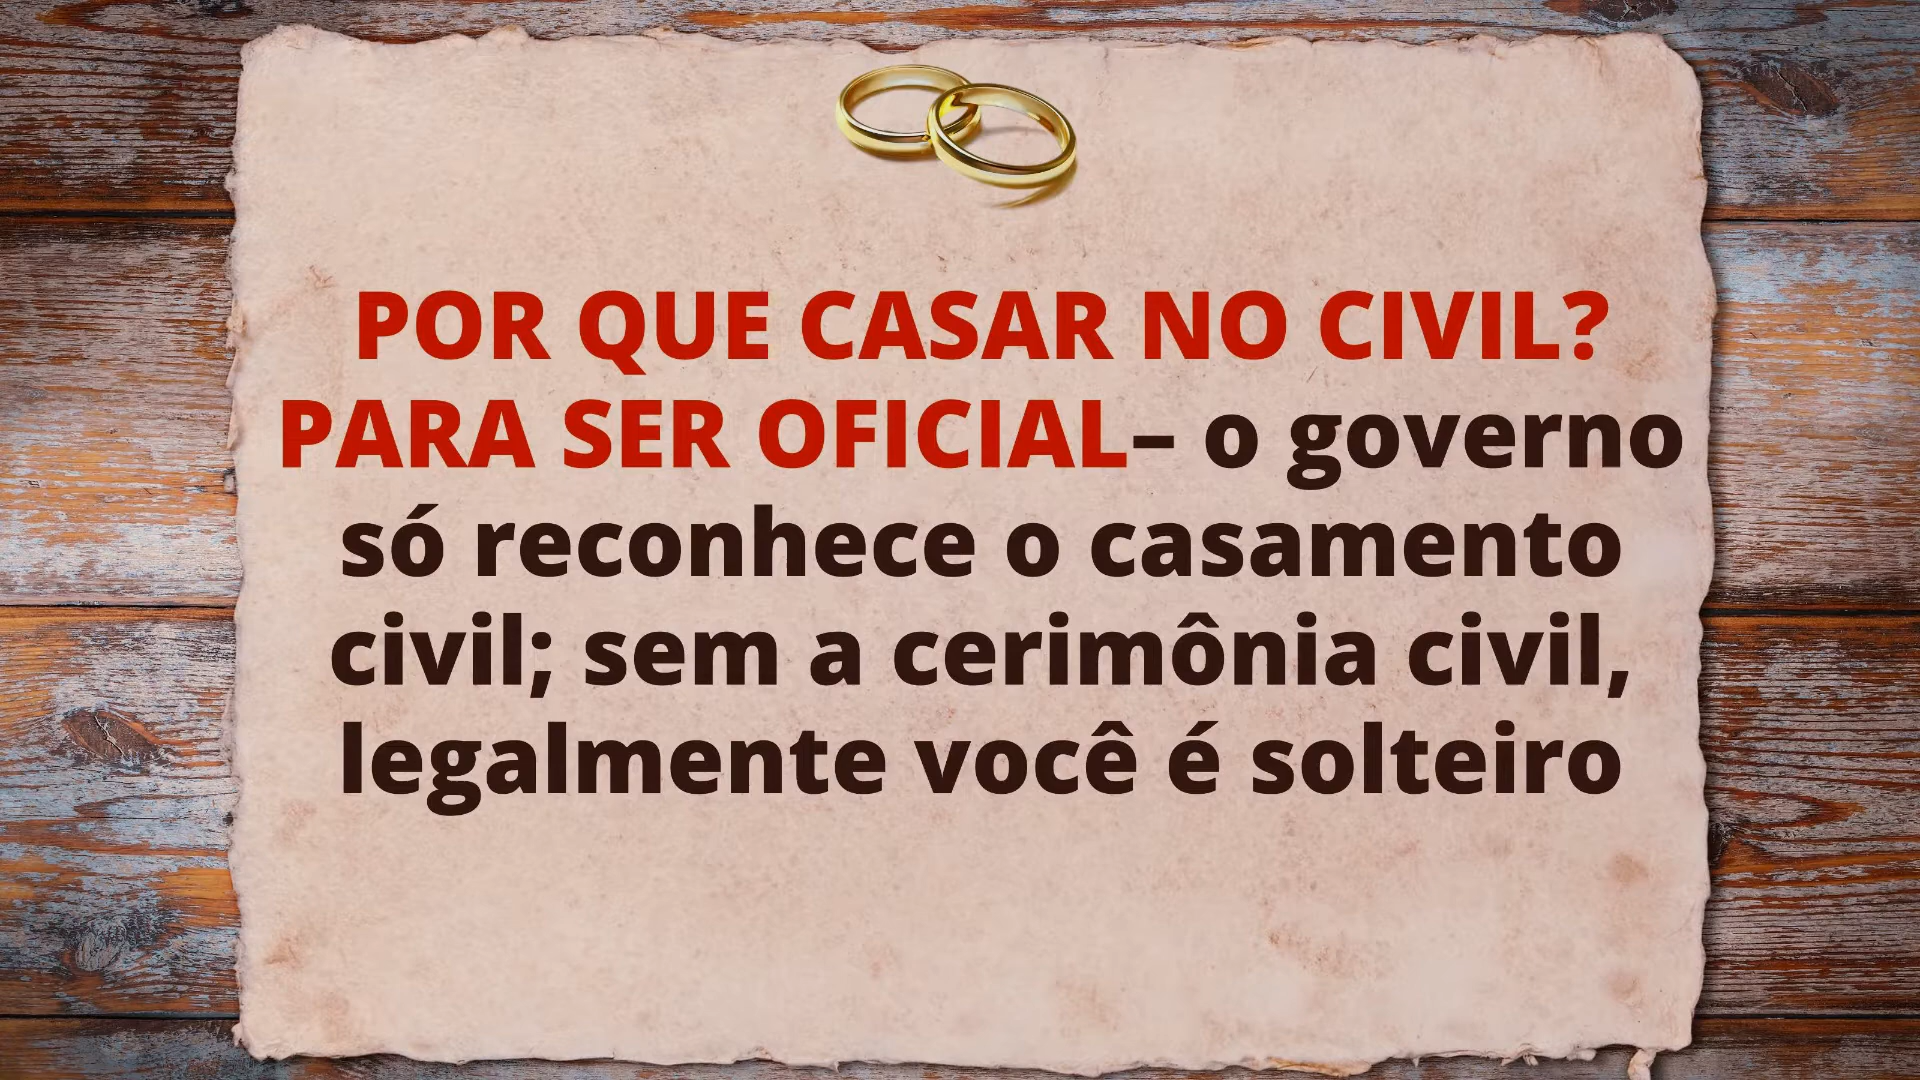 POR QUE CASAR NO CIVIL?
PARA SER OFICIAL– o governo
só reconhece o casamento
civil; sem a cerimônia civil,
legalmente você é solteiro